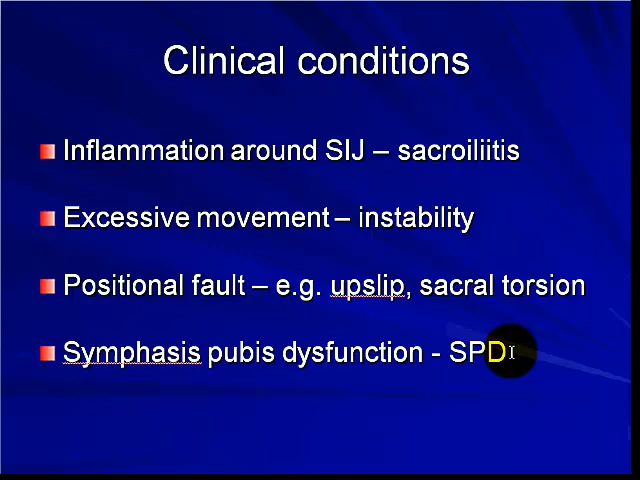 Clinical conditions
Inflammation around SIJ – sacroiliitis
Excessive movement – instability
Positional fault – e.g. upslip, sacral torsion
Symphasis pubis dysfunction - SPD